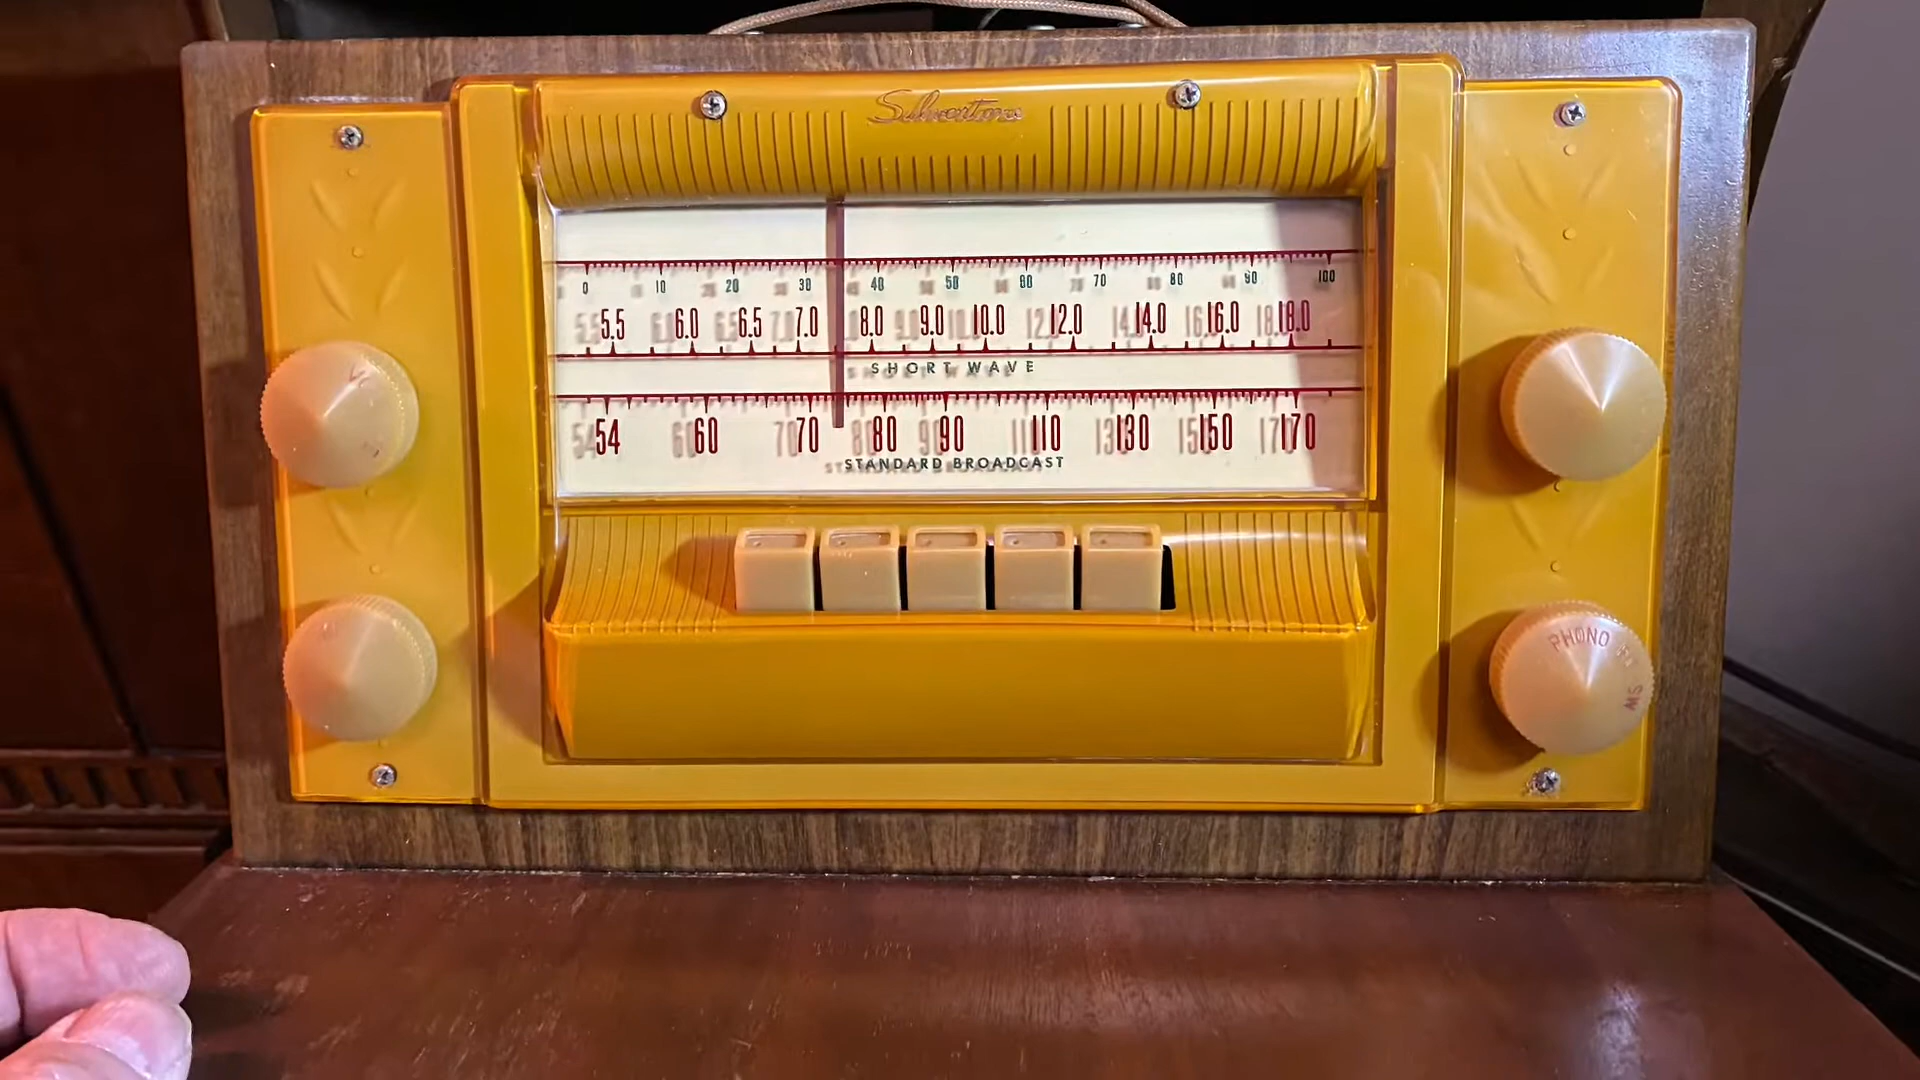 Silvertone
0 10 20 30 40 50 60 70 80 90 100
5.5 6.0 6.5 7.0 8.0 9.0 10.0 12.0 14.0 16.0 18.0
SHORT WAVE
54 60 70 80 90 110 130 150 170
STANDARD BROADCAST
PHONO
SW